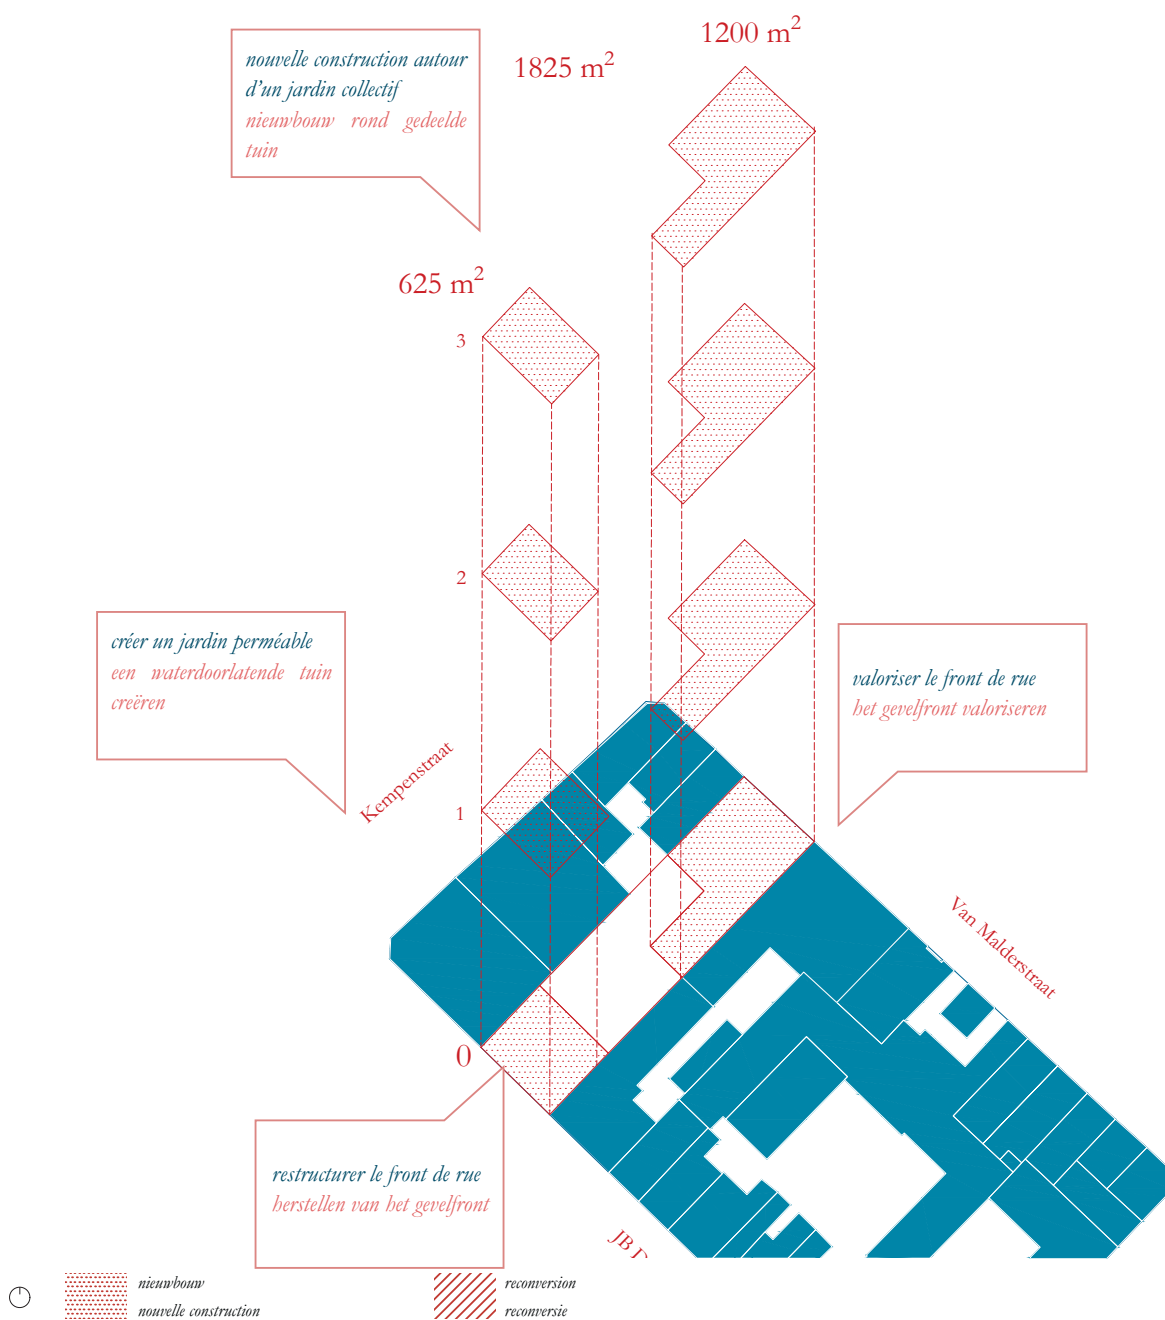 1200 m²
1825 m²
nouvelle construction autour
d'un jardin collectif
nieuwbouw rond gedeelde
tuin
625 m²
3
2
créer un jardin perméable
een waterdoorlatende tuin
creëren
valoriser le front de rue
het gevelfront valoriseren
Kempenstraat
1
Van Malderstraat
0
restructurer le front de rue
herstellen van het gevelfront
JB
nieuwbouw
nouvelle construction
reconversion
reconversie